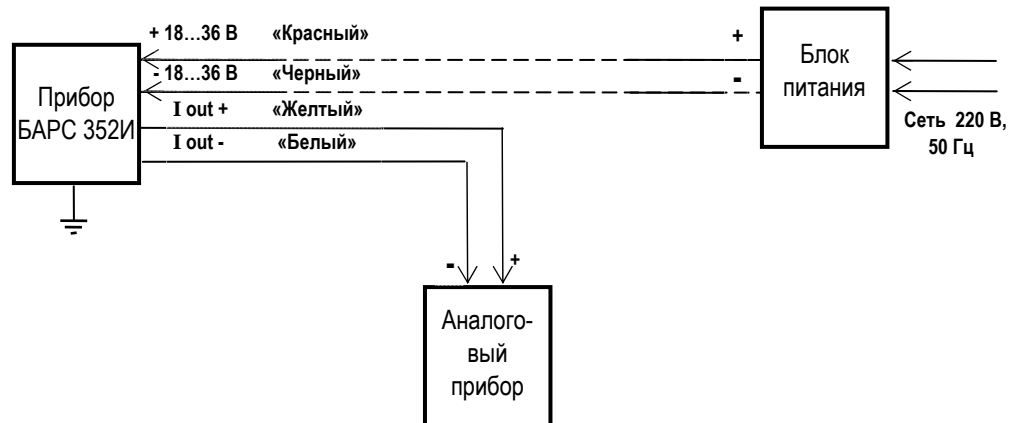 + 18...36 В «Красный»
- 18...36 В «Черный»
I out + «Желтый»
I out - «Белый»
Прибор
БАРС 352И
+
-
Блок
питания
Сеть 220 В,
50 Гц
- +
Аналого-
вый
прибор